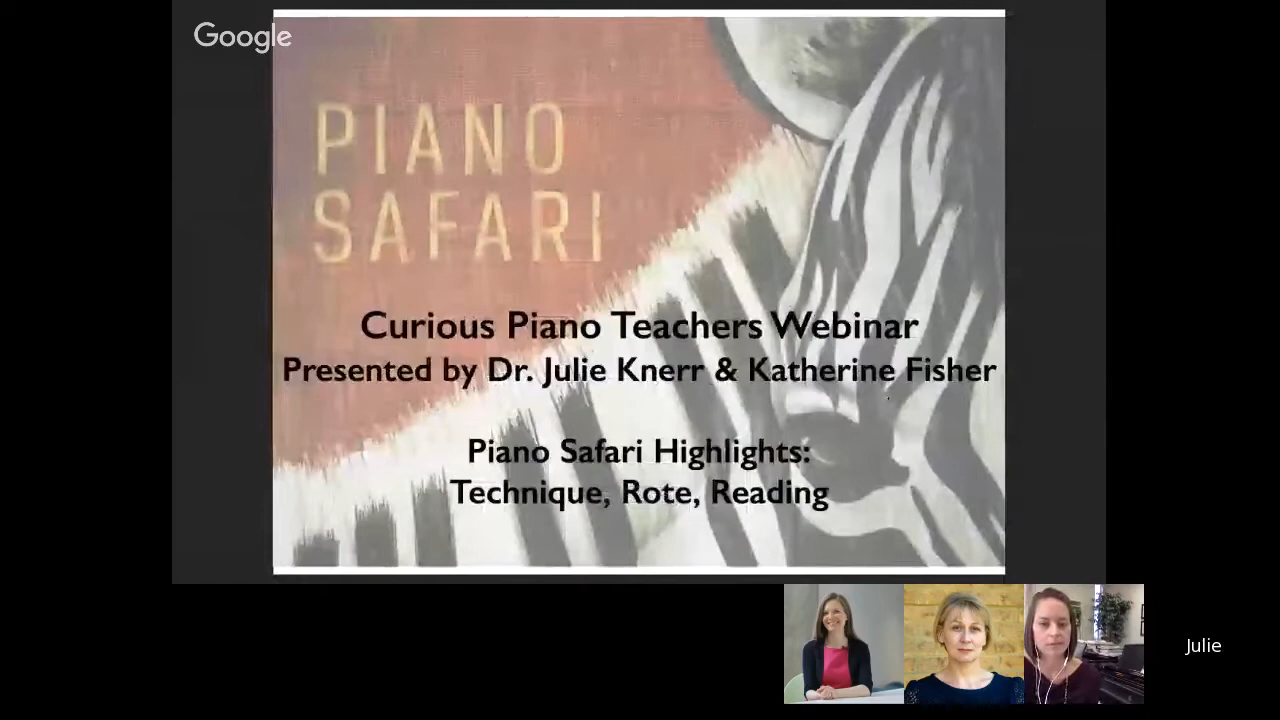 Google
PIANO
SAFARI
Curious Piano Teachers Webinar
Presented by Dr. Julie Knerr & Katherine Fisher
Piano Safari Highlights:
Technique, Rote, Reading
Julie